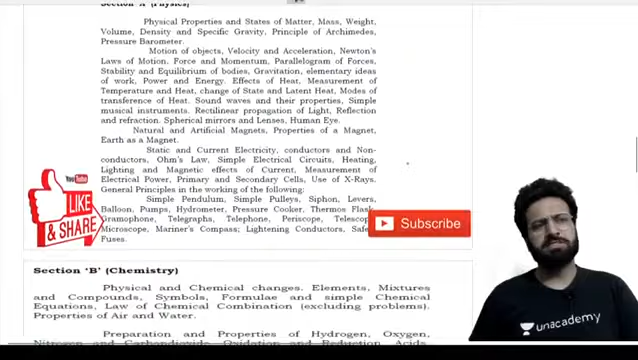 Section 'A' (Physics)
Physical Properties and States of Matter, Mass, Weight,
Volume, Density and Specific Gravity, Principle of Archimedes,
Pressure Barometer.
Motion of objects, Velocity and Acceleration, Newton's
Laws of Motion. Force and Momentum, Parallelogram of Forces,
Stability and Equilibrium of bodies, Gravitation, elementary ideas
of work, Power and Energy. Effects of Heat, Measurement of
Temperature and Heat, change of State and Latent Heat, Modes of
transference of Heat. Sound waves and their properties, Simple
musical instruments. Rectilinear propagation of Light, Reflection
and refraction. Spherical mirrors and Lenses, Human Eye.
Natural and Artificial Magnets, Properties of a Magnet,
Earth as a Magnet.
Static and Current Electricity, conductors and Non-
conductors, Ohm's Law, Simple Electrical Circuits, Heating,
Lighting and Magnetic effects of Current, Measurement of
Electrical Power, Primary and Secondary Cells, Use of X-Rays.
General Principles in the working of the following:
Simple Pendulum, Simple Pulleys, Siphon, Levers,
Balloon, Pumps, Hydrometer, Pressure Cooker, Thermos Flask,
Gramophone, Telegrapha, Telephone, Periscope, Telescop
Microscope, Mariner's Compass; Lightening Conductors, Safe
Fuses.
YouTube
LIKE
& SHARE
Subscribe
Section 'B' (Chemistry)
Physical and Chemical changes. Elements, Mixtures
and Compounds, Symbols, Formulae and simple Chemical
Equations, Law of Chemical Combination (excluding problems).
Properties of Air and Water.
Preparation and Properties of Hydrogen, Oxygen,
Nitrogen and Carbondioxide, Oxidation and Reduction, Acids,
unacademy